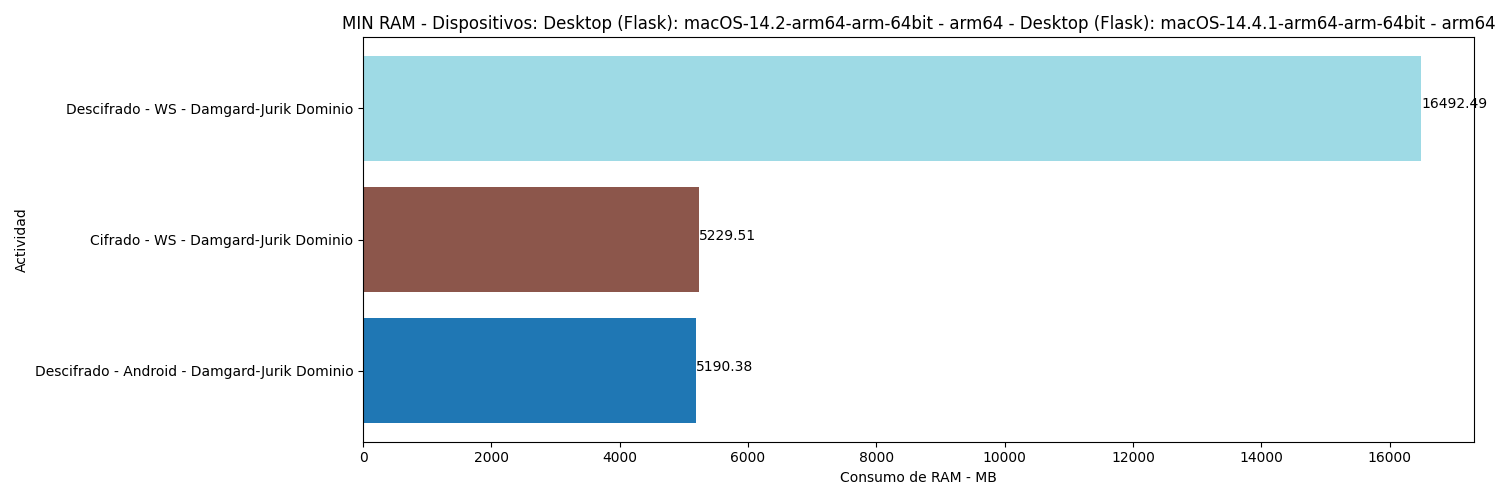 MIN RAM - Dispositivos: Desktop (Flask): macOS-14.2-arm64-arm-64bit - arm64 - Desktop (Flask): macOS-14.4.1-arm64-arm-64bit - arm64
Actividad
Descifrado - WS - Damgard-Jurik Dominio
16492.49
Cifrado - WS - Damgard-Jurik Dominio
5229.51
Descifrado - Android - Damgard-Jurik Dominio
5190.38
0 2000 4000 6000 8000 10000 12000 14000 16000
Consumo de RAM - MB